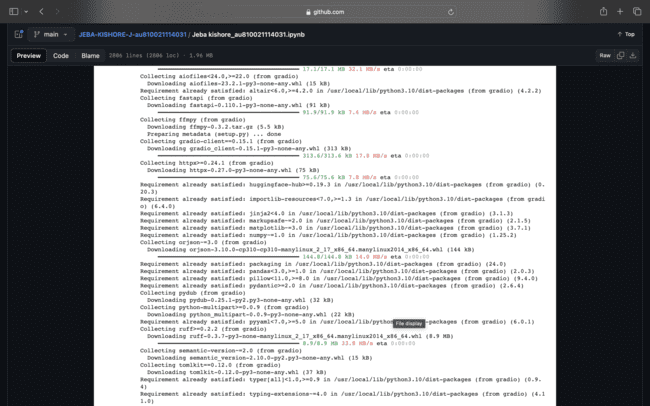 github.com
main
JEBA-KISHORE-J-au810021114031 / Jeba kishore_au810021114031.ipynb
Top
Preview Code Blame 2806 lines (2806 loc) · 1.96 MB Raw
17.1/17.1 MB 32.1 MB/s eta 0:00:00
Collecting aiofiles<24.0,>=22.0 (from gradio)
Downloading aiofiles-23.2.1-py3-none-any.whl (15 kB)
Requirement already satisfied: altair<6.0,>=4.2.0 in /usr/local/lib/python3.10/dist-packages (from gradio) (4.2.2)
Collecting fastapi (from gradio)
Downloading fastapi-0.110.1-py3-none-any.whl (91 kB)
91.9/91.9 kB 7.4 MB/s eta 0:00:00
Collecting ffmpy (from gradio)
Downloading ffmpy-0.3.2.tar.gz (5.5 kB)
Preparing metadata (setup.py) ... done
Collecting gradio-client==0.15.1 (from gradio)
Downloading gradio_client-0.15.1-py3-none-any.whl (313 kB)
313.6/313.6 kB 17.0 MB/s eta 0:00:00
Collecting httpx>=0.24.1 (from gradio)
Downloading httpx-0.27.0-py3-none-any.whl (75 kB)
75.6/75.6 kB 7.0 MB/s eta 0:00:00
Requirement already satisfied: huggingface-hub>=0.19.3 in /usr/local/lib/python3.10/dist-packages (from gradio) (0.
20.3)
Requirement already satisfied: importlib-resources<7.0,>=1.3 in /usr/local/lib/python3.10/dist-packages (from gradio)
(6.4.0)
Requirement already satisfied: jinja2<4.0 in /usr/local/lib/python3.10/dist-packages (from gradio) (3.1.3)
Requirement already satisfied: markupsafe~=2.0 in /usr/local/lib/python3.10/dist-packages (from gradio) (2.1.5)
Requirement already satisfied: matplotlib~=3.0 in /usr/local/lib/python3.10/dist-packages (from gradio) (3.7.1)
Requirement already satisfied: numpy~=1.0 in /usr/local/lib/python3.10/dist-packages (from gradio) (1.25.2)
Collecting orjson~=3.0 (from gradio)
Downloading orjson-3.10.0-cp310-cp310-manylinux_2_17_x86_64.manylinux2014_x86_64.whl (144 kB)
144.8/144.8 kB 14.0 MB/s eta 0:00:00
Requirement already satisfied: packaging in /usr/local/lib/python3.10/dist-packages (from gradio) (24.0)
Requirement already satisfied: pandas<3.0,>=1.0 in /usr/local/lib/python3.10/dist-packages (from gradio) (2.0.3)
Requirement already satisfied: pillow<11.0,>=8.0 in /usr/local/lib/python3.10/dist-packages (from gradio) (9.4.0)
Requirement already satisfied: pydantic>=2.0 in /usr/local/lib/python3.10/dist-packages (from gradio) (2.6.4)
Collecting pydub (from gradio)
Downloading pydub-0.25.1-py2.py3-none-any.whl (32 kB)
Collecting python-multipart>=0.0.9 (from gradio)
Downloading python_multipart-0.0.9-py3-none-any.whl (22 kB)
Requirement already satisfied: pyyaml<7.0,>=5.0 in /usr/local/lib/python3.10/dist-packages (from gradio) (6.0.1)
File display
Collecting ruff>=0.2.2 (from gradio)
Downloading ruff-0.3.7-py3-none-manylinux_2_17_x86_64.manylinux2014_x86_64.whl (8.9 MB)
8.9/8.9 MB 33.8 MB/s eta 0:00:00
Collecting semantic-version~=2.0 (from gradio)
Downloading semantic_version-2.10.0-py2.py3-none-any.whl (15 kB)
Collecting tomlkit==0.12.0 (from gradio)
Downloading tomlkit-0.12.0-py3-none-any.whl (37 kB)
Requirement already satisfied: typer[all]<1.0,>=0.9 in /usr/local/lib/python3.10/dist-packages (from gradio) (0.9.
4)
Requirement already satisfied: typing-extensions~=4.0 in /usr/local/lib/python3.10/dist-packages (from gradio) (4.1
1.0)